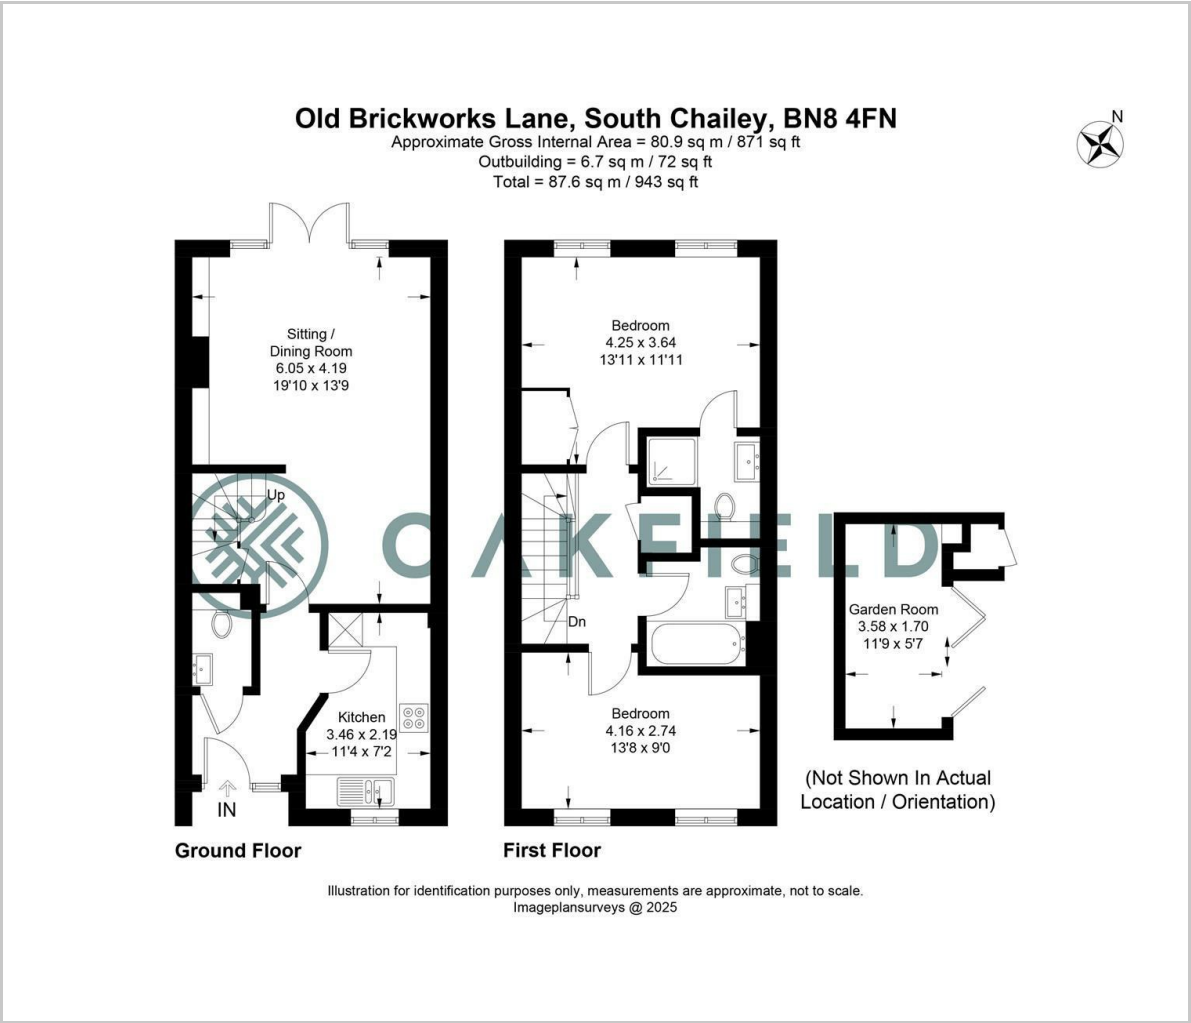 Old Brickworks Lane, South Chailey, BN8 4FN
Approximate Gross Internal Area = 80.9 sq m / 871 sq ft
Outbuilding = 6.7 sq m / 72 sq ft
Total = 87.6 sq m / 943 sq ft
N
Sitting /
Dining Room
6.05 x 4.19
19'10 x 13'9
Bedroom
4.25 x 3.64
13'11 x 11'11
Up
OAKFIELD
Dn
Garden Room
3.58 x 1.70
11'9 x 5'7
Kitchen
3.46 x 2.19
11'4 x 7'2
Bedroom
4.16 x 2.74
13'8 x 9'0
IN
(Not Shown In Actual
Location / Orientation)
Ground Floor
First Floor
Illustration for identification purposes only, measurements are approximate, not to scale.
Imageplansurveys @ 2025